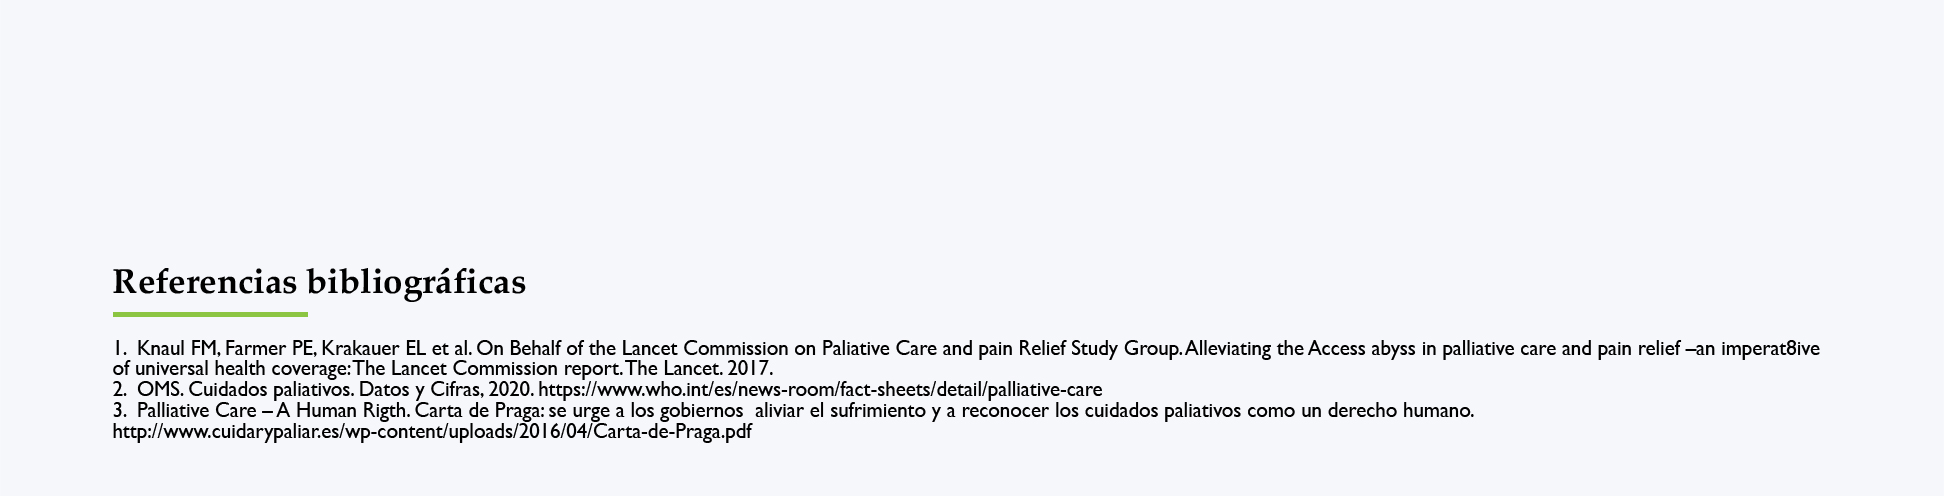 Referencias bibliográficas
1. Knaul FM, Farmer PE, Krakauer EL et al. On Behalf of the Lancet Commission on Paliative Care and pain Relief Study Group. Alleviating the Access abyss in palliative care and pain relief –an imperat8ive
of universal health coverage: The Lancet Commission report. The Lancet. 2017.
2. OMS. Cuidados paliativos. Datos y Cifras, 2020. https://www.who.int/es/news-room/fact-sheets/detail/palliative-care
3. Palliative Care – A Human Rigth. Carta de Praga: se urge a los gobiernos  aliviar el sufrimiento y a reconocer los cuidados paliativos como un derecho humano.
http://www.cuidarypaliar.es/wp-content/uploads/2016/04/Carta-de-Praga.pdf